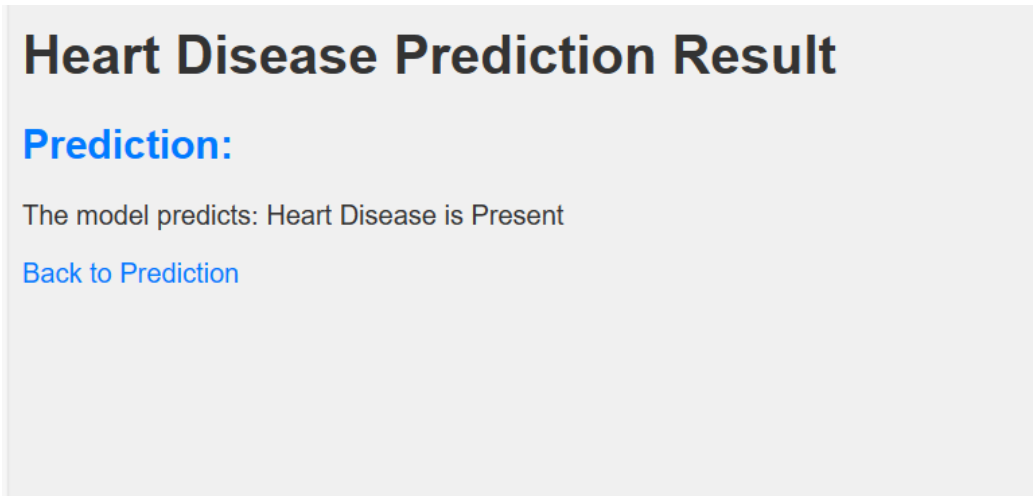 Heart Disease Prediction Result
Prediction:
The model predicts: Heart Disease is Present
Back to Prediction